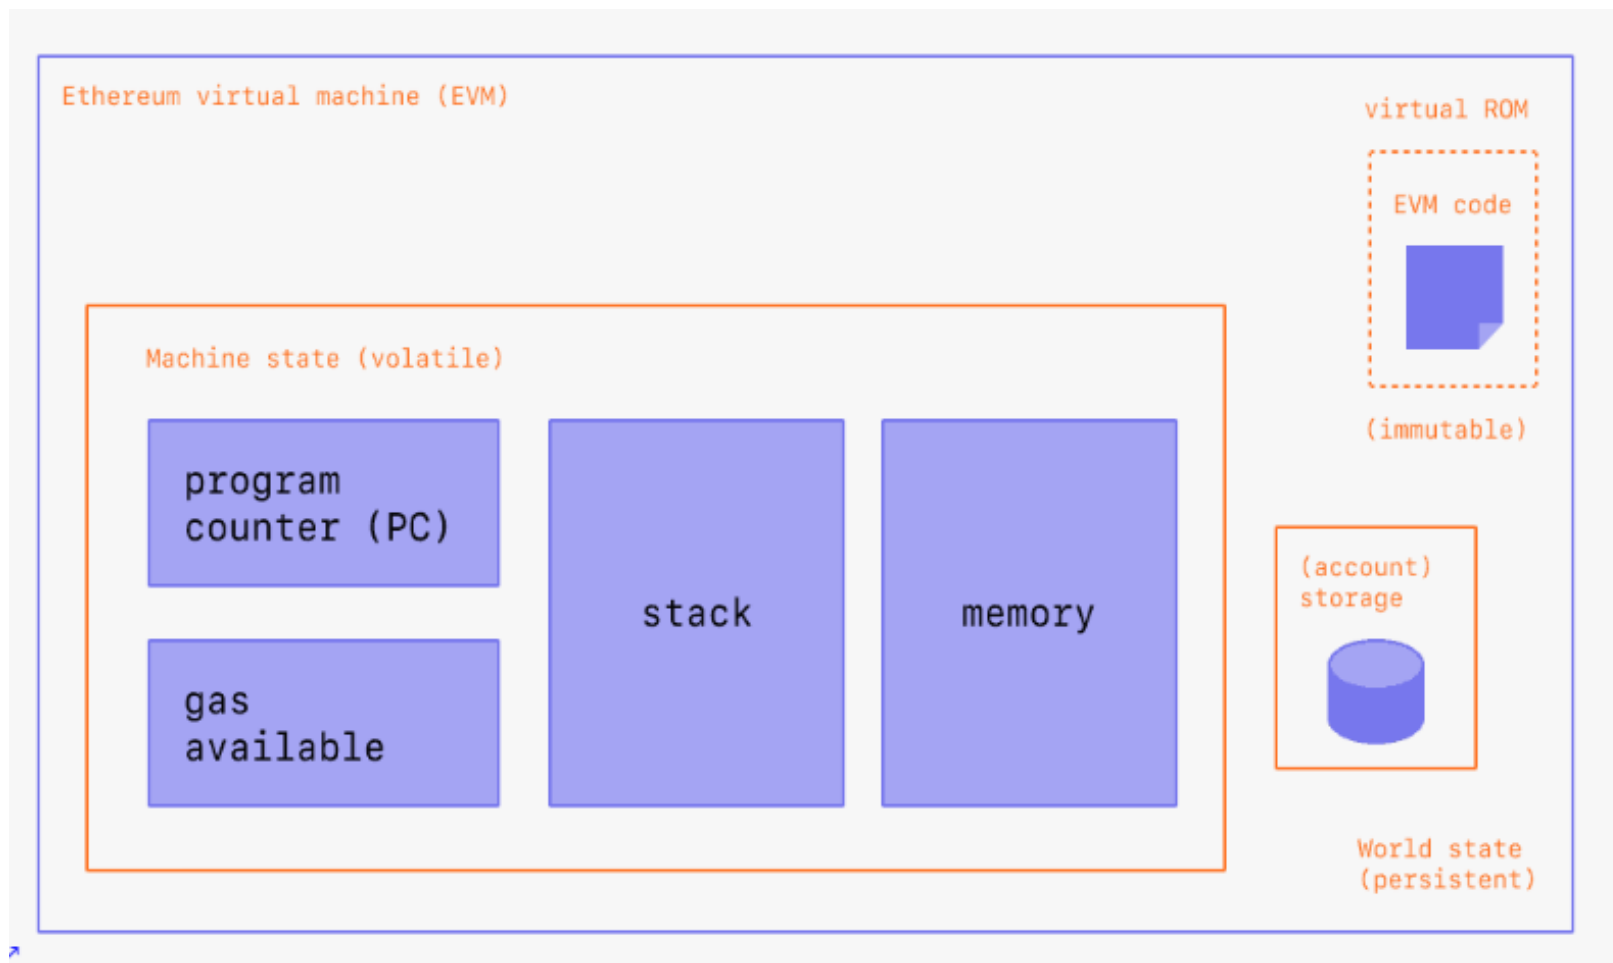 Ethereum virtual machine (EVM)
virtual ROM
EVM code
(immutable)
Machine state (volatile)
program
counter (PC)
gas
available
stack
memory
(account)
storage
World state
(persistent)